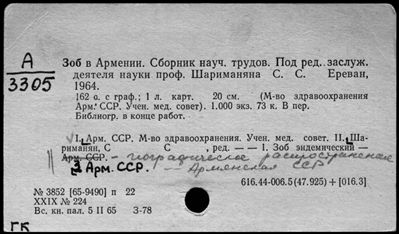 А
3305
Зоб в Армении. Сборник науч. трудов. Под ред. заслуж.
деятеля науки проф. Шариманяна С. С. Ереван,
1964.
162 с. с граф.; 1 л. карт. 20 см. (М-во здравоохранения
Арм. ССР. Учен. мед. совет). 1.000 экз. 73 к. В пер.
Библиогр. в конце работ.
I. Арм. ССР. М-во здравоохранения. Учен. мед. совет. II. Ша-
риманян, С С , ред. — — 1. Зоб эндемический —
Арм. ССР. — географическое распространение
3 Арм. ССР. — Армянская ССР
616.44-006.5(47.925) + [016.3]
№ 3852 [65-9490] п 22
XXIX № 224
Вс. кн. пал. 5 II 65 З-78
ГК